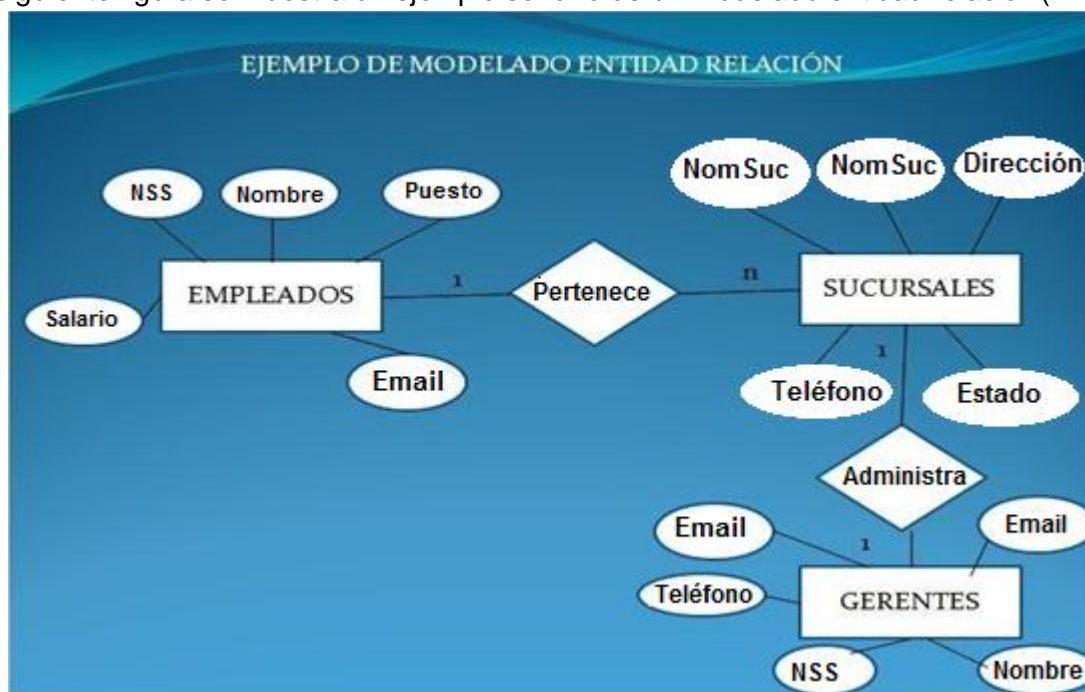 EJEMPLO DE MODELADO ENTIDAD RELACIÓN
NomSuc
NomSuc
Dirección
NSS
Nombre
Puesto
EMPLEADOS
1
Pertenece
n
SUCURSALES
Salario
Email
Teléfono
1
Estado
Administra
Email
1
Email
Teléfono
GERENTES
NSS
Nombre